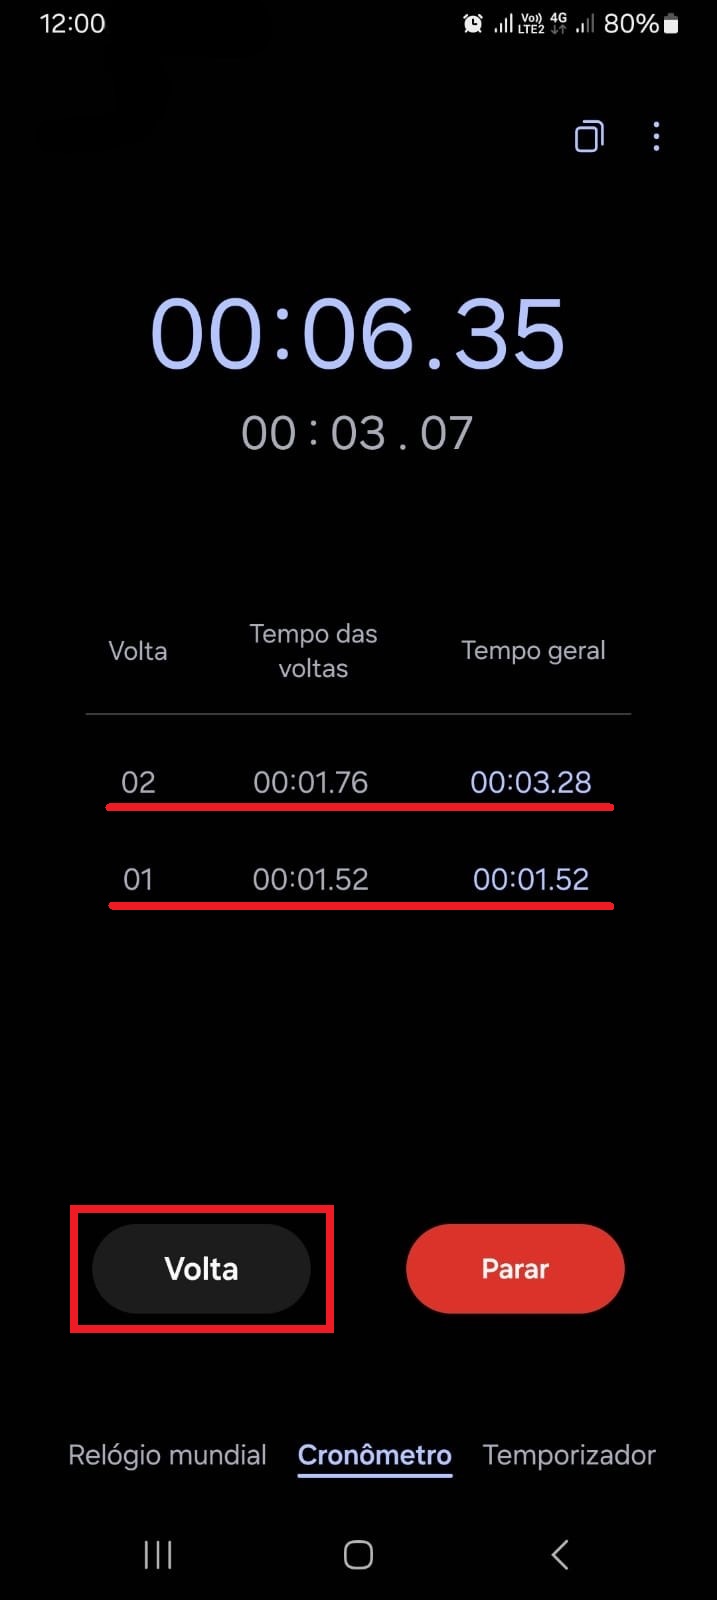 12:00 Vo)) LTE2 4G 80%
00:06.35
00:03.07
Volta Tempo das voltas Tempo geral
02 00:01.76 00:03.28
01 00:01.52 00:01.52
Volta Parar
Relógio mundial Cronômetro Temporizador